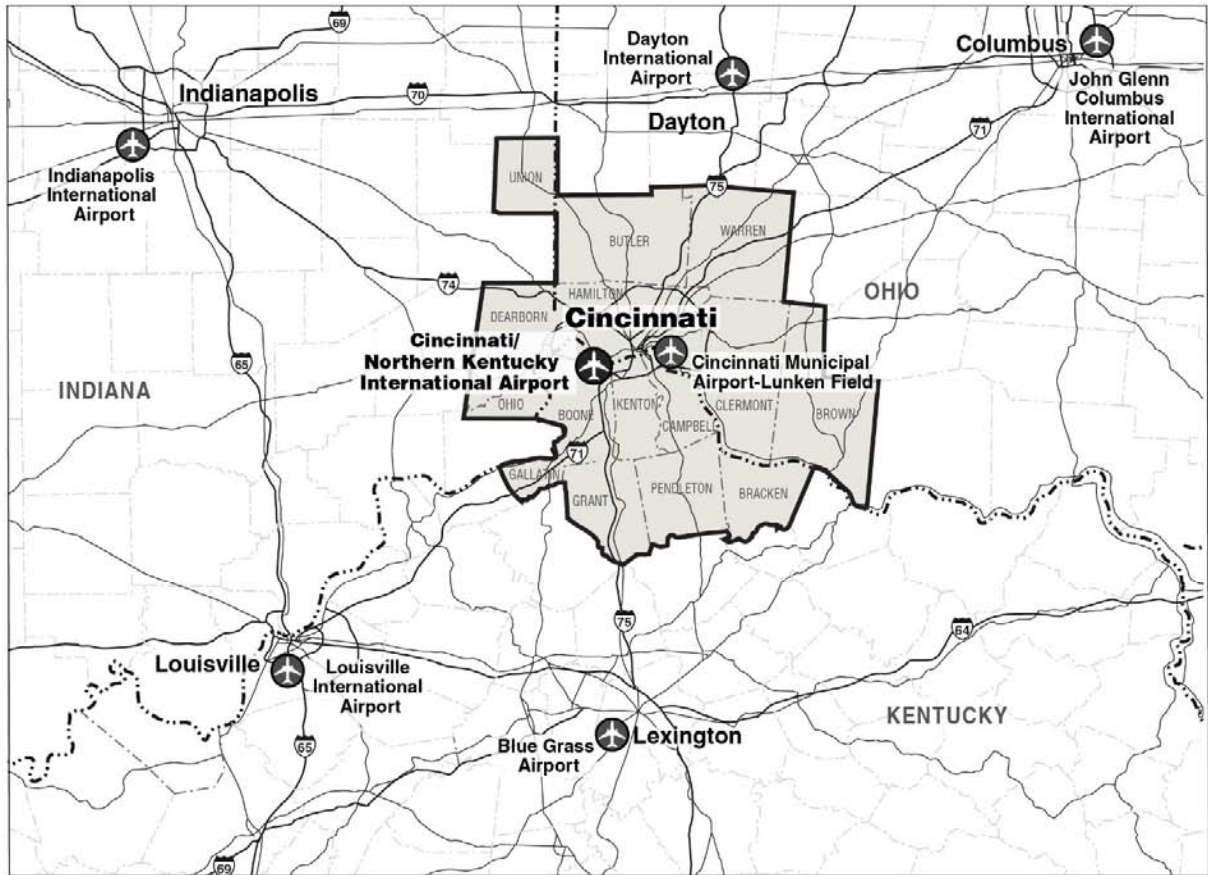 69
Dayton
International
Airport
Columbus
John Glenn
Columbus
International
Airport
Indianapolis
70
Dayton
71
Indianapolis
International
Airport
UNION
75
BUTLER
WARREN
74
HAMILTON
OHIO
DEARBORN
Cincinnati
Cincinnati/
Northern Kentucky
International Airport
Cincinnati Municipal
Airport-Lunken Field
65
INDIANA
OHIO
BOONE
KENTON
CAMPBELL
CLERMONT
BROWN
71
GALLATIN
GRANT
PENDLETON
BRACKEN
75
64
Louisville
Louisville
International
Airport
KENTUCKY
65
Blue Grass
Airport
Lexington
69